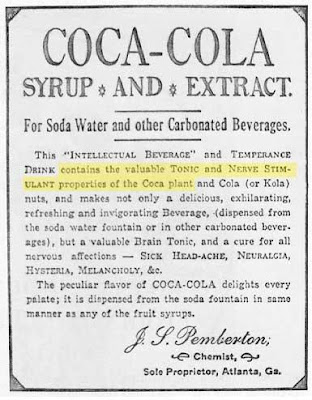 COCA-COLA
SYRUP * AND * EXTRACT.
For Soda Water and other Carbonated Beverages.
This "INTELLECTUAL BEVERAGE" and TEMPERANCE
DRINK contains the valuable TONIC and NERVE STIM-
ULANT properties of the Coca plant and Cola (or Kola)
nuts, and makes not only a delicious, exhilarating,
refreshing and invigorating Beverage, (dispensed from
the soda water fountain or in other carbonated bever-
ages), but a valuable Brain Tonic, and a cure for all
nervous affections — SICK HEAD-ACHE, NEURALGIA,
HYSTERIA, MELANCHOLY, &c.
The peculiar flavor of COCA-COLA delights every
palate; it is dispensed from the soda fountain in same
manner as any of the fruit syrups.
J. S. Pemberton;
Chemist,
Sole Proprietor, Atlanta, Ga.